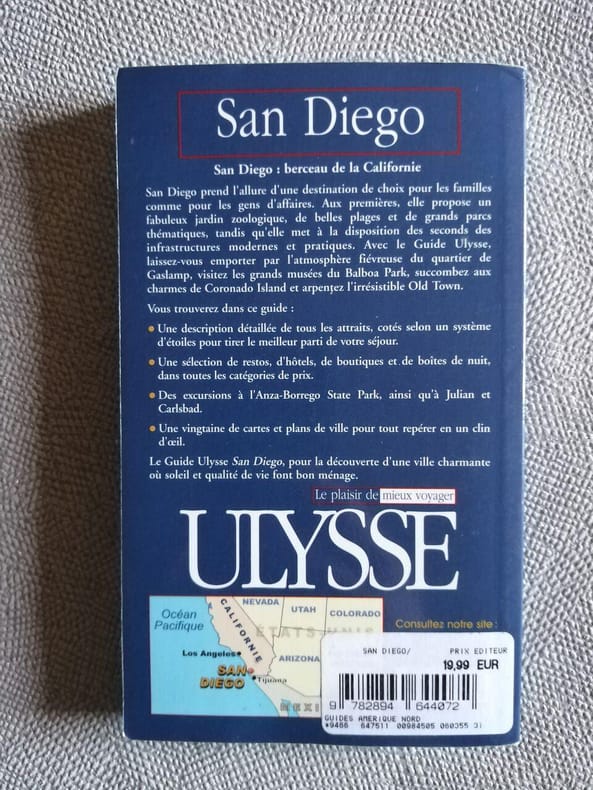 San Diego
San Diego : berceau de la Californie
San Diego prend l'allure d'une destination de choix pour les familles
comme pour les gens d'affaires. Aux premières, elle propose un
fabuleux jardin zoologique, de belles plages et de grands parcs
thématiques, tandis qu'elle met à la disposition des seconds des
infrastructures modernes et pratiques. Avec le Guide Ulysse,
laissez-vous emporter par l'atmosphère fiévreuse du quartier de
Gaslamp, visitez les grands musées du Balboa Park, succombez aux
charmes de Coronado Island et arpentez l'irrésistible Old Town.
Vous trouverez dans ce guide :
Une description détaillée de tous les attraits, cotés selon un système
d'étoiles pour tirer le meilleur parti de votre séjour.
Une sélection de restos, d'hôtels, de boutiques et de boîtes de nuit,
dans toutes les catégories de prix.
Des excursions à l'Anza-Borrego State Park, ainsi qu'à Julian et
Carlsbad.
Une vingtaine de cartes et plans de ville pour tout repérer en un clin
d'œil.
Le Guide Ulysse San Diego, pour la découverte d'une ville charmante
où soleil et qualité de vie font bon ménage.
Le plaisir de mieux voyager
ULYSSE
Océan
Pacifique
CALIFORNIE
NEVADA
UTAH
COLORADO
ÉTATS-UNIS
Los Angeles
ARIZONA
SAN
DIEGO
Tijuana
Consultez notre site :
SAN DIEGO/ PRIX EDITEUR
19,99 EUR
9 782894 644072
GUIDES AMERIQUE NORD
*9466 647511 00984505 060355